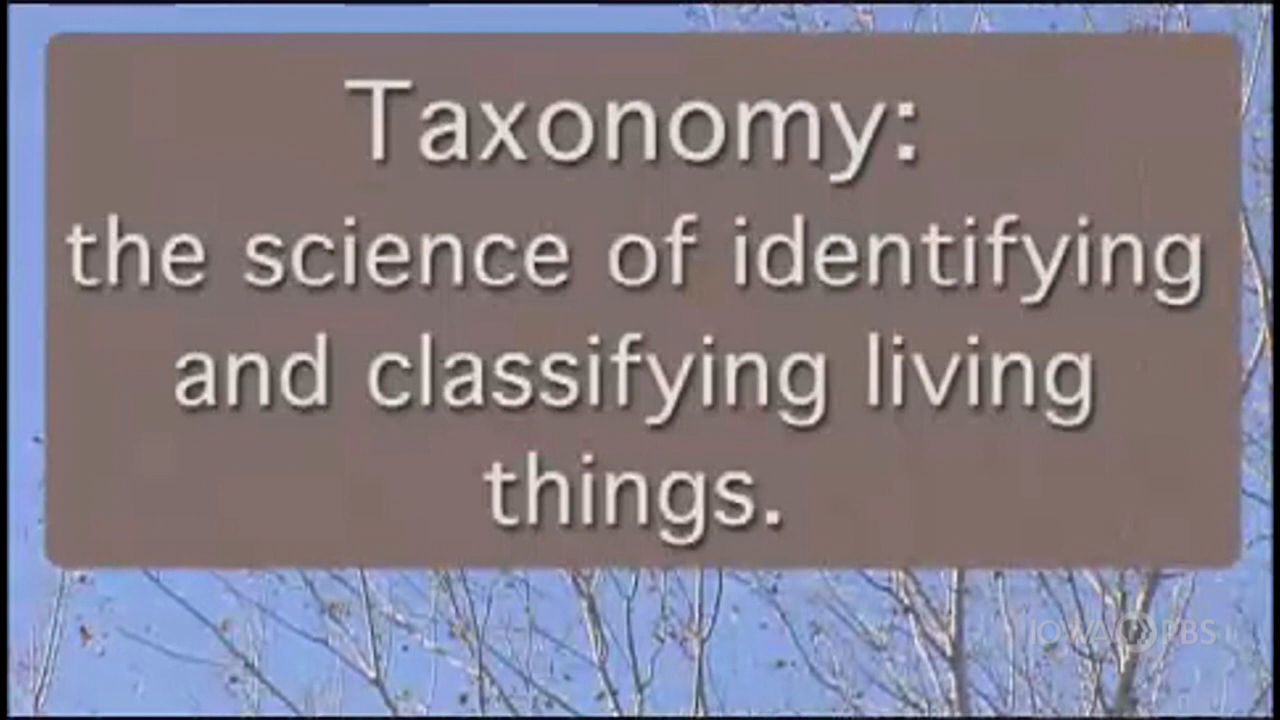 Taxonomy:
the science of identifying
and classifying living
things.
IOWA PBS